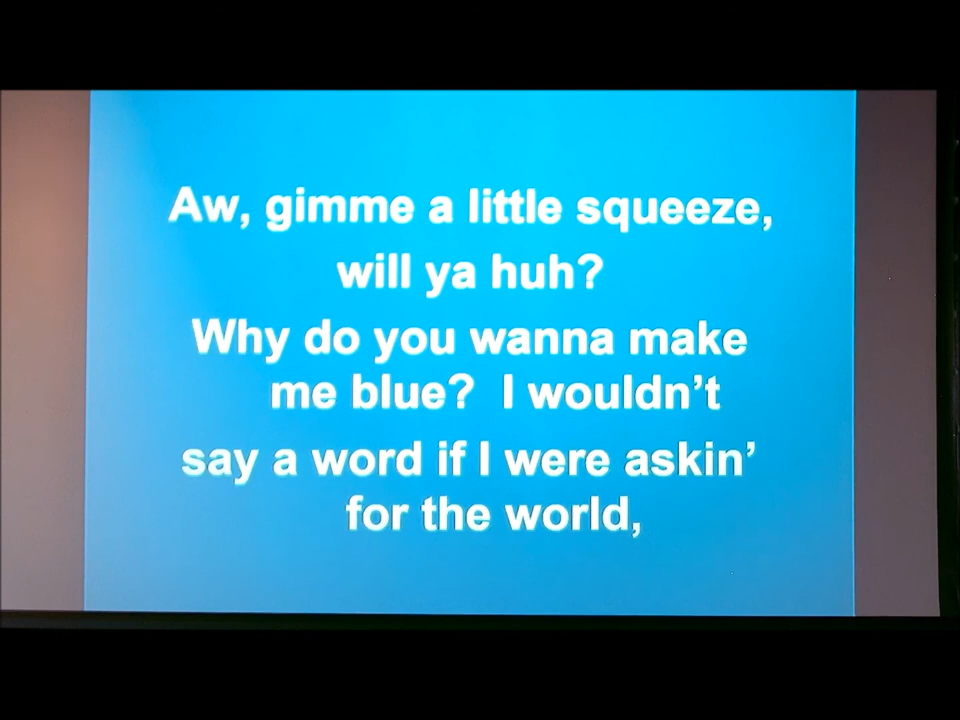 Aw, gimme a little squeeze,
will ya huh?
Why do you wanna make
me blue?  I wouldn’t
say a word if I were askin’
for the world,